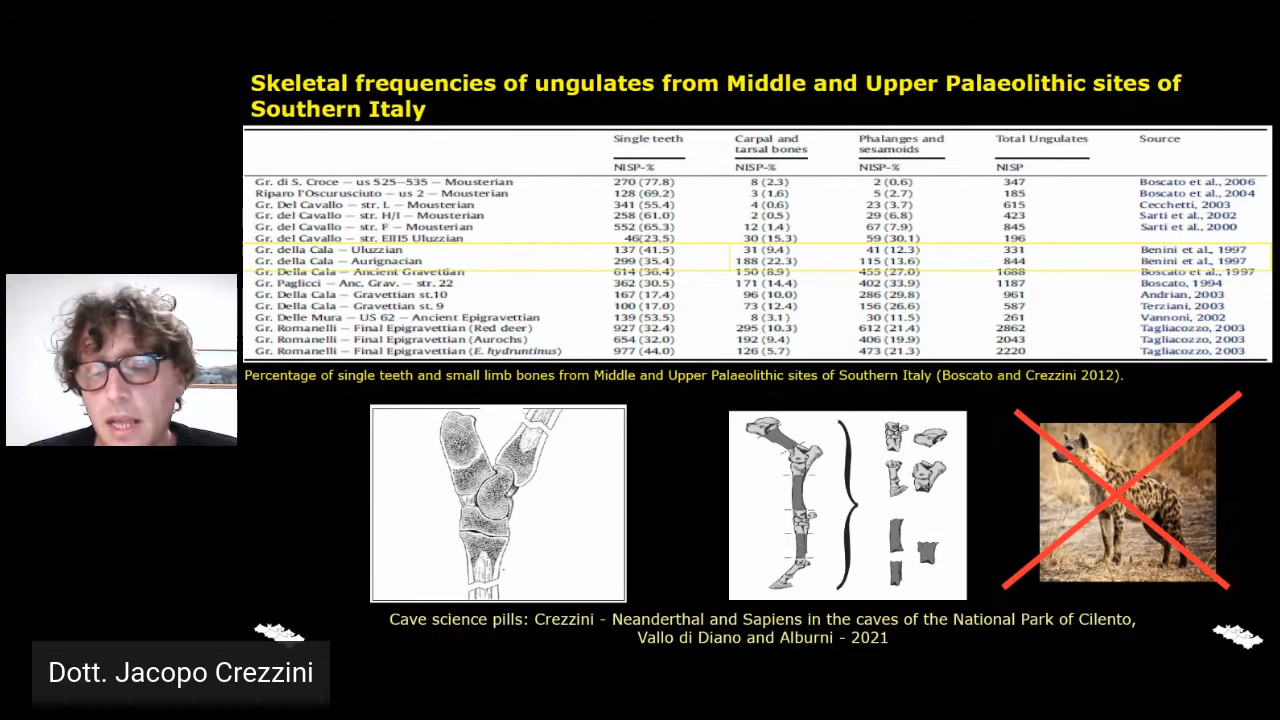 Skeletal frequencies of ungulates from Middle and Upper Palaeolithic sites of
Southern Italy
Single teeth Carpal and tarsal bones Phalanges and sesamoids Total Ungulates Source
NISP-% NISP-% NISP-% NISP
Gr. di S. Croce — us 525–535 — Mousterian 270 (77.8) 8 (2.3) 2 (0.6) 347 Boscato et al., 2006
Riparo l'Oscurusciuto — us 2 — Mousterian 128 (69.2) 3 (1.6) 5 (2.7) 185 Boscato et al., 2004
Gr. Del Cavallo — str. L — Mousterian 341 (55.4) 4 (0.6) 23 (3.7) 615 Cecchetti, 2003
Gr. del Cavallo — str. H/I — Mousterian 258 (61.0) 2 (0.5) 29 (6.8) 423 Sarti et al., 2002
Gr. del Cavallo — str. F — Mousterian 552 (65.3) 12 (1.4) 67 (7.9) 845 Sarti et al., 2000
Gr. del Cavallo — str. EIII5 Uluzzian 46(23.5) 30 (15.3) 59 (30.1) 196
Gr. della Cala — Uluzzian 137 (41.5) 31 (9.4) 41 (12.3) 331 Benini et al., 1997
Gr. della Cala — Aurignacian 299 (35.4) 188 (22.3) 115 (13.6) 844 Benini et al., 1997
Gr. Della Cala — Ancient Gravettian 614 (36.4) 150 (8.9) 455 (27.0) 1688 Boscato et al., 1997
Gr. Paglicci — Anc. Grav. — str. 22 362 (30.5) 171 (14.4) 402 (33.9) 1187 Boscato, 1994
Gr. Della Cala — Gravettian st.10 167 (17.4) 96 (10.0) 286 (29.8) 961 Andrian, 2003
Gr. Della Cala — Gravettian st. 9 100 (17.0) 73 (12.4) 156 (26.6) 587 Terziani, 2003
Gr. Delle Mura — US 62 — Ancient Epigravettian 139 (53.5) 8 (3.1) 30 (11.5) 261 Vannoni, 2002
Gr. Romanelli — Final Epigravettian (Red deer) 927 (32.4) 295 (10.3) 612 (21.4) 2862 Tagliacozzo, 2003
Gr. Romanelli — Final Epigravettian (Aurochs) 654 (32.0) 192 (9.4) 406 (19.9) 2043 Tagliacozzo, 2003
Gr. Romanelli — Final Epigravettian (E. hydruntinus) 977 (44.0) 126 (5.7) 473 (21.3) 2220 Tagliacozzo, 2003
Percentage of single teeth and small limb bones from Middle and Upper Palaeolithic sites of Southern Italy (Boscato and Crezzini 2012).
Cave science pills: Crezzini - Neanderthal and Sapiens in the caves of the National Park of Cilento,
Vallo di Diano and Alburni - 2021
Dott. Jacopo Crezzini